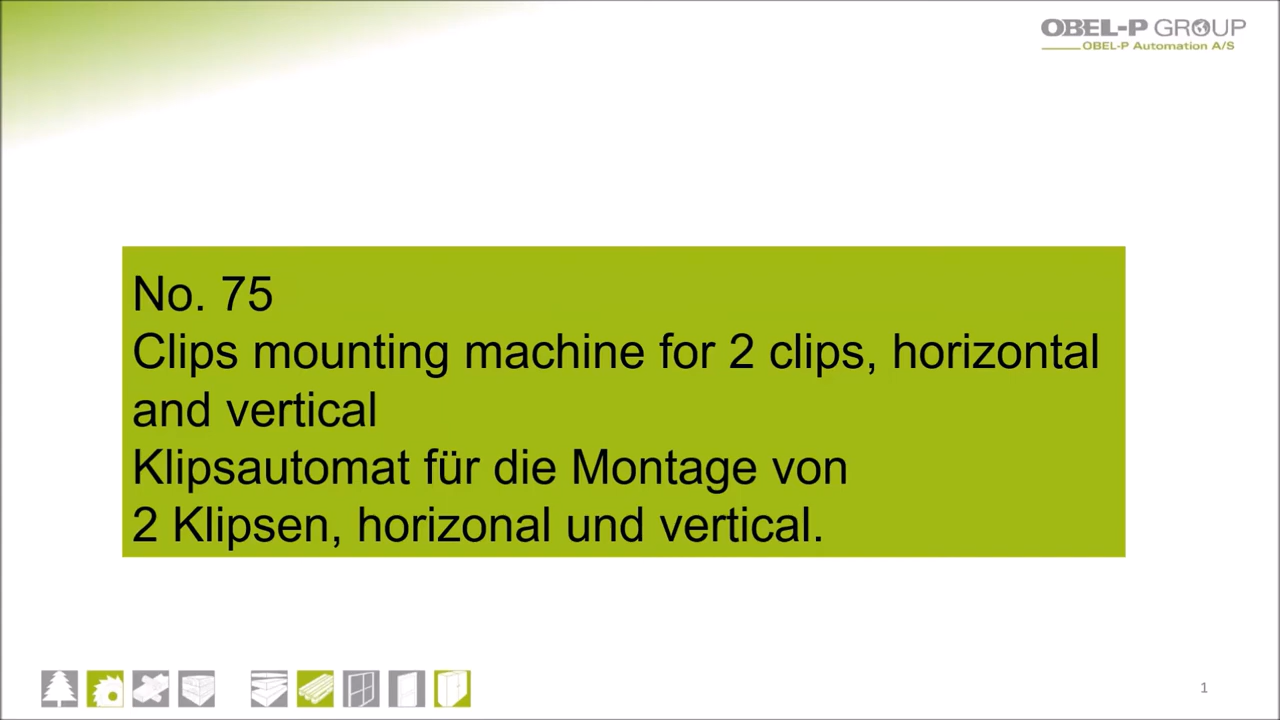 OBEL-P GROUP
OBEL-P Automation A/S
No. 75
Clips mounting machine for 2 clips, horizontal
and vertical
Klipsautomat für die Montage von
2 Klipsen, horizonal und vertical.
1